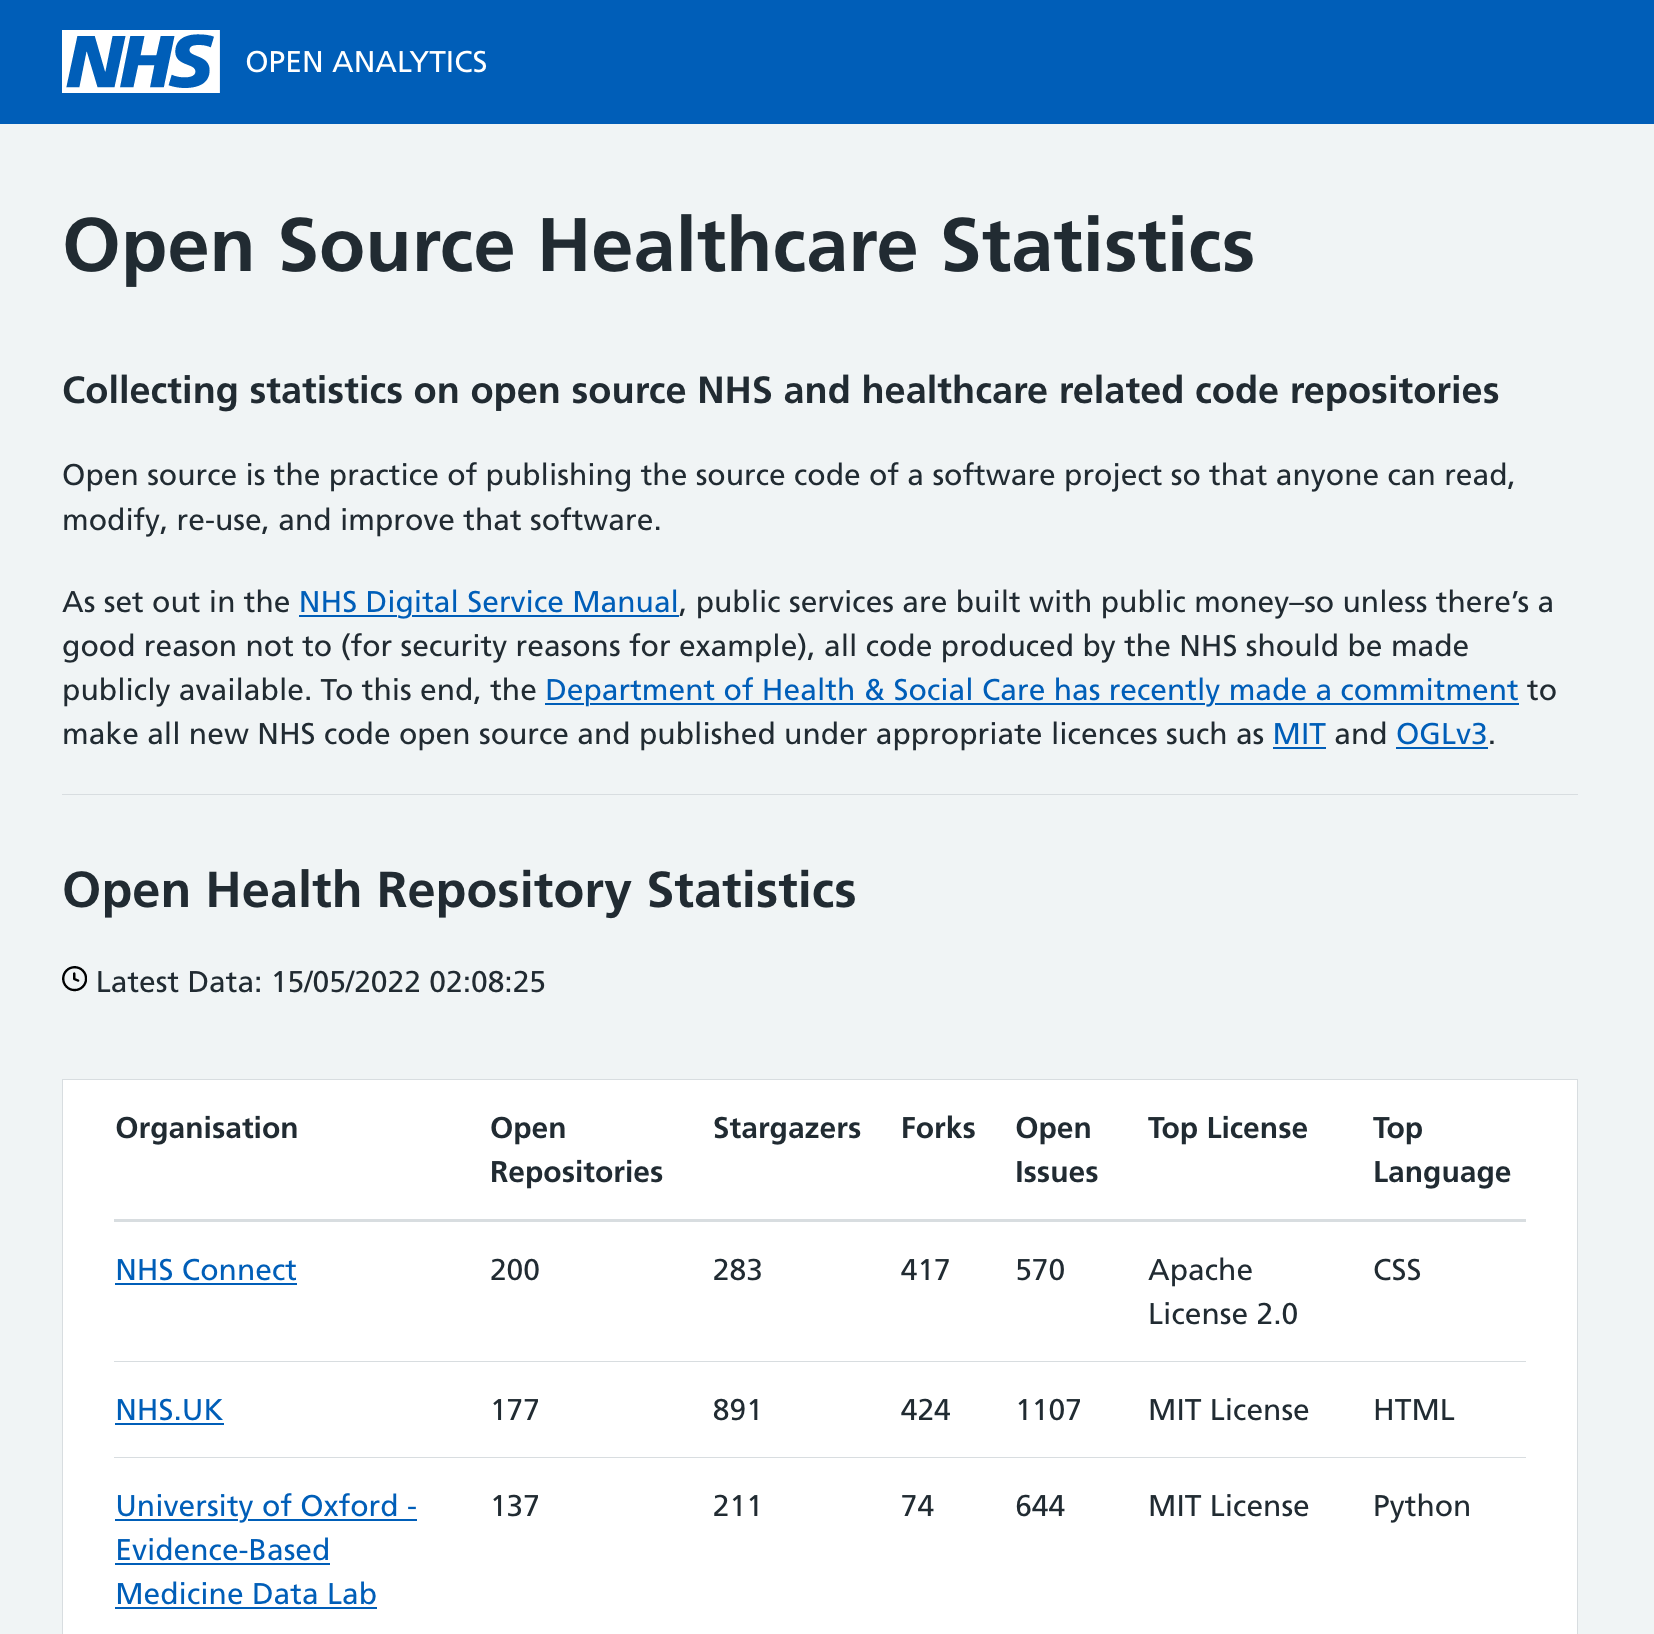 NHS OPEN ANALYTICS
Open Source Healthcare Statistics
Collecting statistics on open source NHS and healthcare related code repositories
Open source is the practice of publishing the source code of a software project so that anyone can read,
modify, re-use, and improve that software.
As set out in the NHS Digital Service Manual, public services are built with public money–so unless there’s a
good reason not to (for security reasons for example), all code produced by the NHS should be made
publicly available. To this end, the Department of Health & Social Care has recently made a commitment to
make all new NHS code open source and published under appropriate licences such as MIT and OGLv3.
Open Health Repository Statistics
Latest Data: 15/05/2022 02:08:25
Organisation Open Stargazers Forks Open Top License Top
Repositories Issues Language
NHS Connect 200 283 417 570 Apache CSS
License 2.0
NHS.UK 177 891 424 1107 MIT License HTML
University of Oxford - 137 211 74 644 MIT License Python
Evidence-Based
Medicine Data Lab